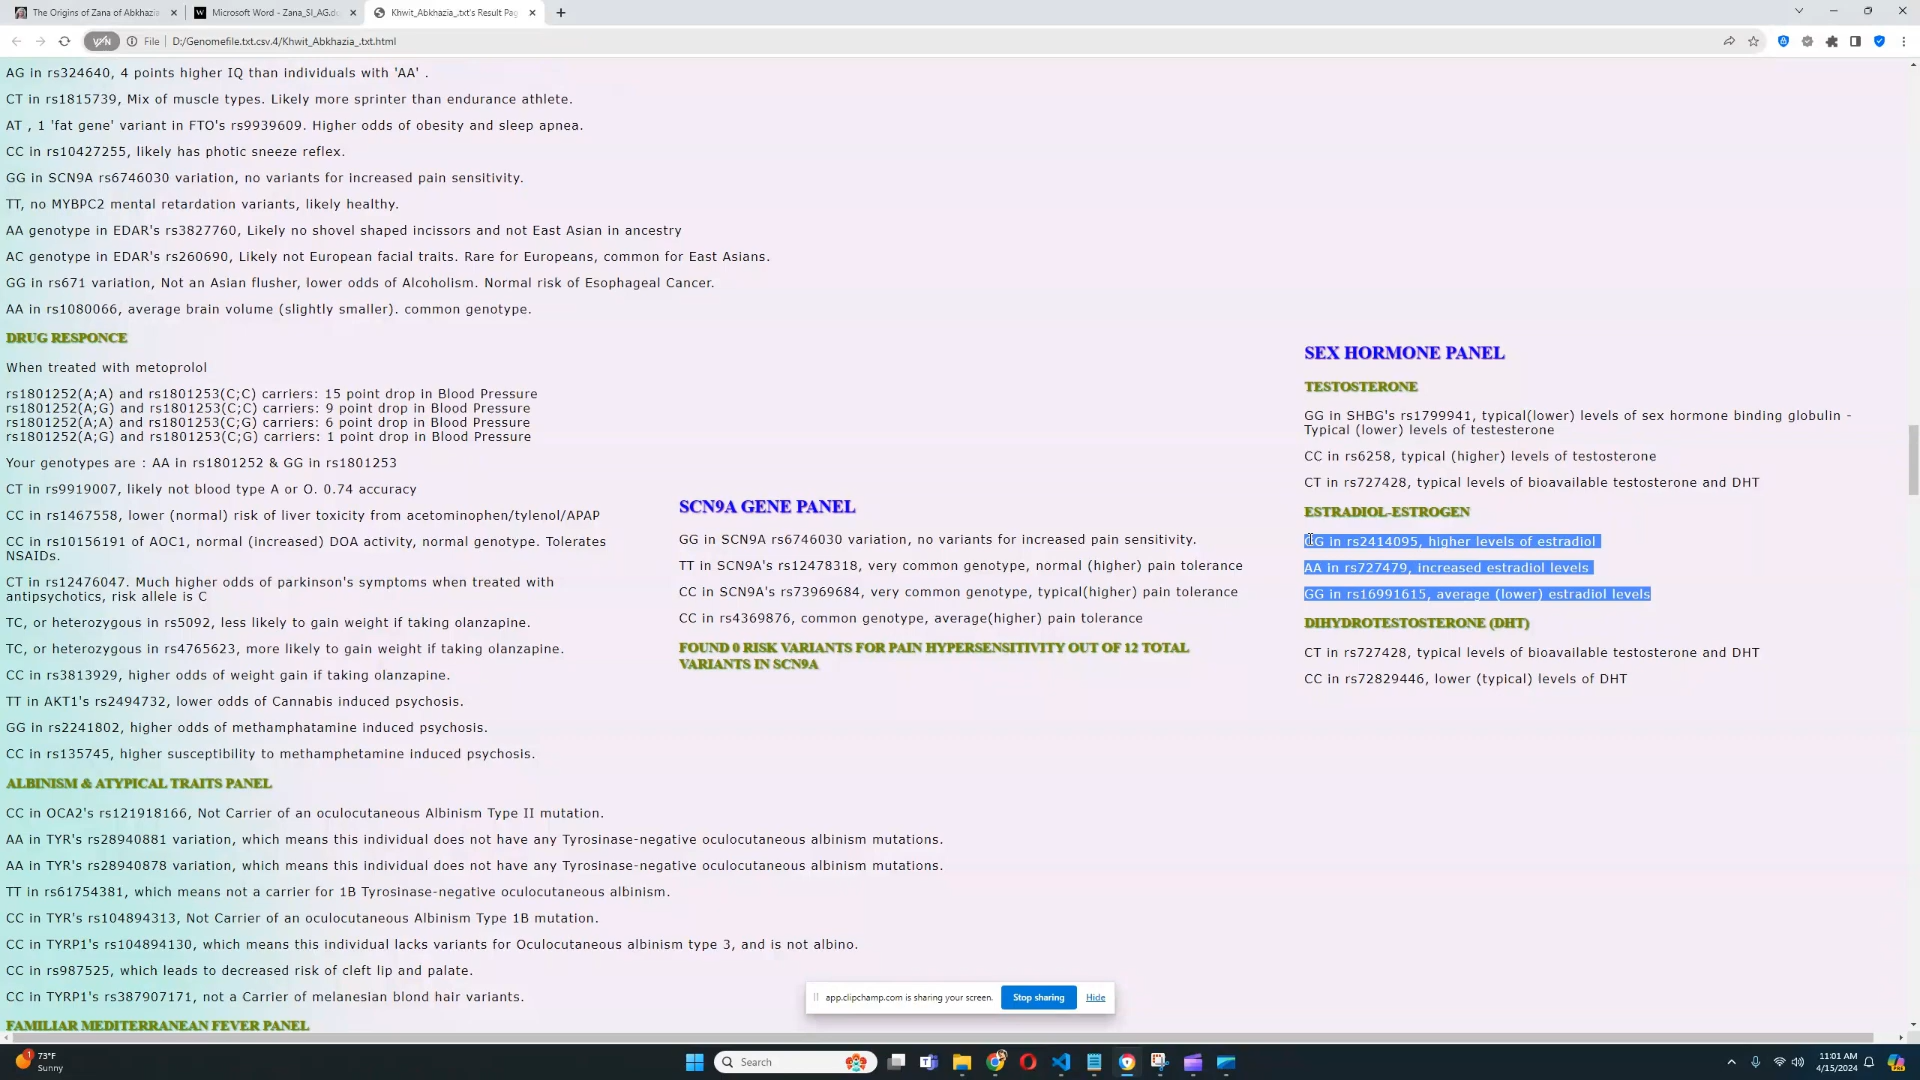 The Origins of Zana of Abkhazia
Microsoft Word - Zana_SI_AG.d
Khwit_Abkhazia_.txt's Result Pag
File
D:/Genomefile.txt.csv.4/Khwit_Abkhazia_.txt.html
AG in rs324640, 4 points higher IQ than individuals with 'AA' .
CT in rs1815739, Mix of muscle types. Likely more sprinter than endurance athlete.
AT , 1 'fat gene' variant in FTO's rs9939609. Higher odds of obesity and sleep apnea.
CC in rs10427255, likely has photic sneeze reflex.
GG in SCN9A rs6746030 variation, no variants for increased pain sensitivity.
TT, no MYBPC2 mental retardation variants, likely healthy.
AA genotype in EDAR's rs3827760, Likely no shovel shaped incissors and not East Asian in ancestry
AC genotype in EDAR's rs260690, Likely not European facial traits. Rare for Europeans, common for East Asians.
GG in rs671 variation, Not an Asian flusher, lower odds of Alcoholism. Normal risk of Esophageal Cancer.
AA in rs1080066, average brain volume (slightly smaller). common genotype.
DRUG RESPONCE
When treated with metoprolol
rs1801252(A;A) and rs1801253(C;C) carriers: 15 point drop in Blood Pressure
rs1801252(A;G) and rs1801253(C;C) carriers: 9 point drop in Blood Pressure
rs1801252(A;A) and rs1801253(C;G) carriers: 6 point drop in Blood Pressure
rs1801252(A;G) and rs1801253(C;G) carriers: 1 point drop in Blood Pressure
Your genotypes are : AA in rs1801252 & GG in rs1801253
CT in rs9919007, likely not blood type A or O. 0.74 accuracy
CC in rs1467558, lower (normal) risk of liver toxicity from acetominophen/tylenol/APAP
CC in rs10156191 of AOC1, normal (increased) DOA activity, normal genotype. Tolerates
NSAIDs.
CT in rs12476047. Much higher odds of parkinson's symptoms when treated with
antipsychotics, risk allele is C
TC, or heterozygous in rs5092, less likely to gain weight if taking olanzapine.
TC, or heterozygous in rs4765623, more likely to gain weight if taking olanzapine.
CC in rs3813929, higher odds of weight gain if taking olanzapine.
TT in AKT1's rs2494732, lower odds of Cannabis induced psychosis.
GG in rs2241802, higher odds of methamphatamine induced psychosis.
CC in rs135745, higher susceptibility to methamphetamine induced psychosis.
ALBINISM & ATYPICAL TRAITS PANEL
CC in OCA2's rs121918166, Not Carrier of an oculocutaneous Albinism Type II mutation.
AA in TYR's rs28940881 variation, which means this individual does not have any Tyrosinase-negative oculocutaneous albinism mutations.
AA in TYR's rs28940878 variation, which means this individual does not have any Tyrosinase-negative oculocutaneous albinism mutations.
TT in rs61754381, which means not a carrier for 1B Tyrosinase-negative oculocutaneous albinism.
CC in TYR's rs104894313, Not Carrier of an oculocutaneous Albinism Type 1B mutation.
CC in TYRP1's rs104894130, which means this individual lacks variants for Oculocutaneous albinism type 3, and is not albino.
CC in rs987525, which leads to decreased risk of cleft lip and palate.
CC in TYRP1's rs387907171, not a Carrier of melanesian blond hair variants.
FAMILIAR MEDITERRANEAN FEVER PANEL
SCN9A GENE PANEL
GG in SCN9A rs6746030 variation, no variants for increased pain sensitivity.
TT in SCN9A's rs12478318, very common genotype, normal (higher) pain tolerance
CC in SCN9A's rs73969684, very common genotype, typical(higher) pain tolerance
CC in rs4369876, common genotype, average(higher) pain tolerance
FOUND 0 RISK VARIANTS FOR PAIN HYPERSENSITIVITY OUT OF 12 TOTAL
VARIANTS IN SCN9A
SEX HORMONE PANEL
TESTOSTERONE
GG in SHBG's rs1799941, typical(lower) levels of sex hormone binding globulin -
Typical (lower) levels of testesterone
CC in rs6258, typical (higher) levels of testosterone
CT in rs727428, typical levels of bioavailable testosterone and DHT
ESTRADIOL-ESTROGEN
GG in rs2414095, higher levels of estradiol
AA in rs727479, increased estradiol levels
GG in rs16991615, average (lower) estradiol levels
DIHYDROTESTOSTERONE (DHT)
CT in rs727428, typical levels of bioavailable testosterone and DHT
CC in rs72829446, lower (typical) levels of DHT
app.clipchamp.com is sharing your screen.
Stop sharing
Hide
1
73°F
Sunny
Search
11:01 AM
4/15/2024